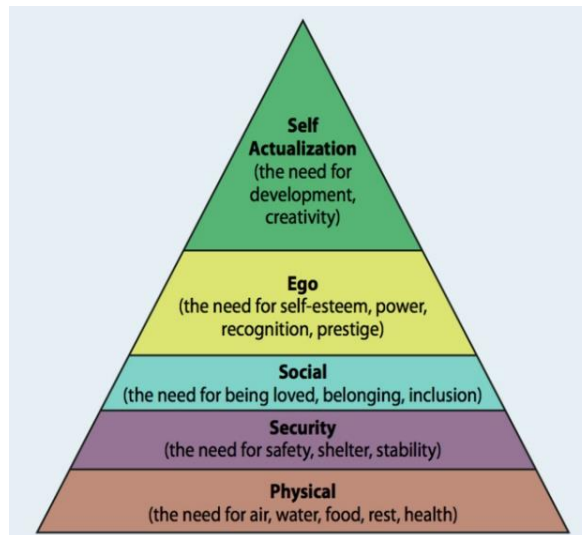 Self
Actualization
(the need for
development,
creativity)
Ego
(the need for self-esteem, power,
recognition, prestige)
Social
(the need for being loved, belonging, inclusion)
Security
(the need for safety, shelter, stability)
Physical
(the need for air, water, food, rest, health)